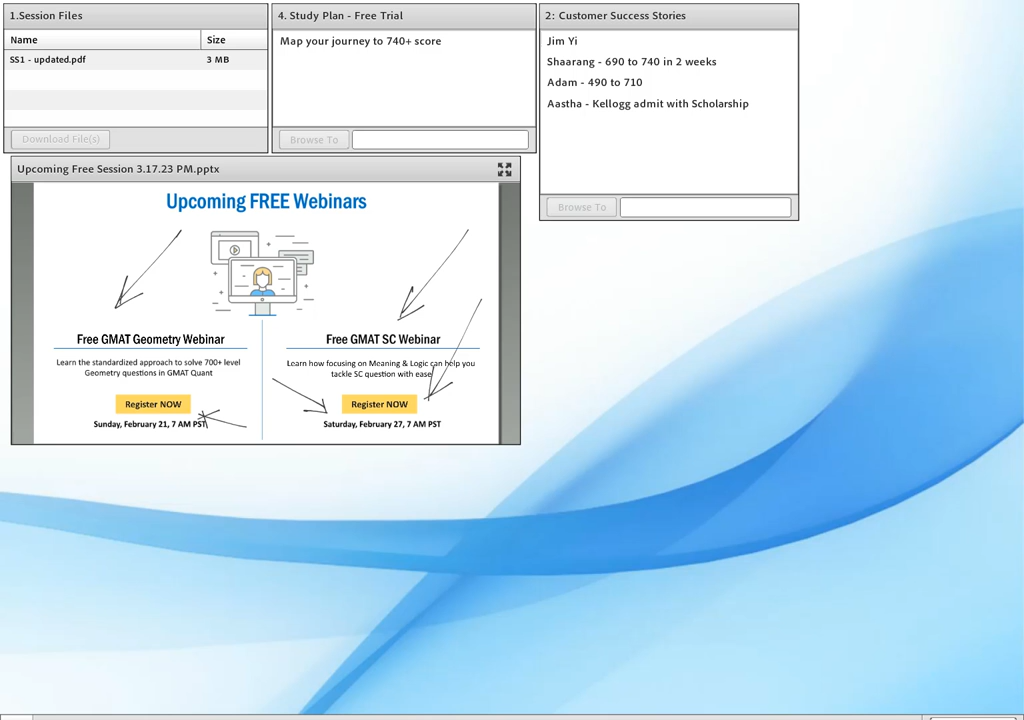 1.Session Files
Name Size
SS1 - updated.pdf 3 MB
Download File(s)
4. Study Plan - Free Trial
Map your journey to 740+ score
Browse To
2: Customer Success Stories
Jim Yi
Shaarang - 690 to 740 in 2 weeks
Adam - 490 to 710
Aastha - Kellogg admit with Scholarship
Browse To
Upcoming Free Session 3.17.23 PM.pptx
Upcoming FREE Webinars
Free GMAT Geometry Webinar
Learn the standardized approach to solve 700+ level
Geometry questions in GMAT Quant
Register NOW
Sunday, February 21, 7 AM PST
Free GMAT SC Webinar
Learn how focusing on Meaning & Logic can help you
tackle SC question with ease
Register NOW
Saturday, February 27, 7 AM PST